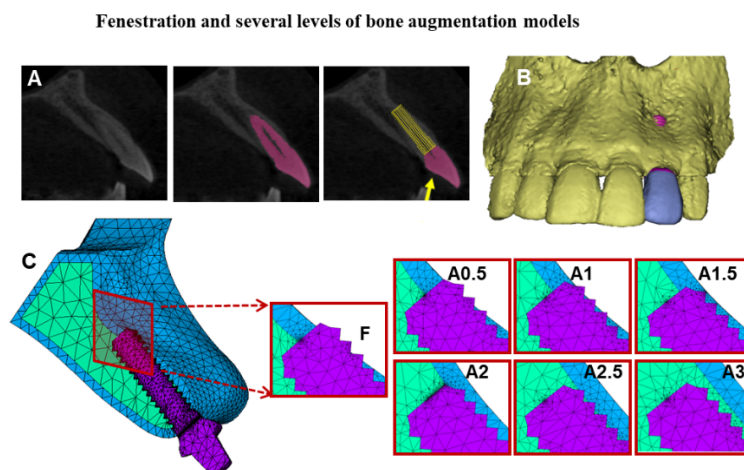 Fenestration and several levels of bone augmentation models
A
B
C
F
A0.5
A1
A1.5
A2
A2.5
A3